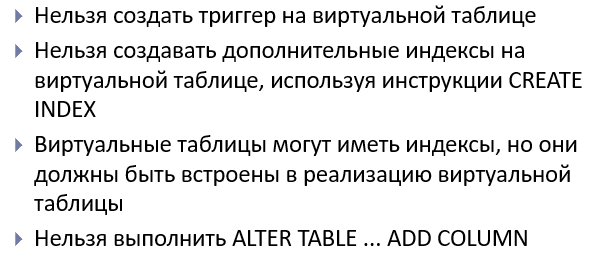 Нельзя создать триггер на виртуальной таблице
Нельзя создавать дополнительные индексы на
виртуальной таблице, используя инструкции CREATE
INDEX
Виртуальные таблицы могут иметь индексы, но они
должны быть встроены в реализацию виртуальной
таблицы
Нельзя выполнить ALTER TABLE ... ADD COLUMN